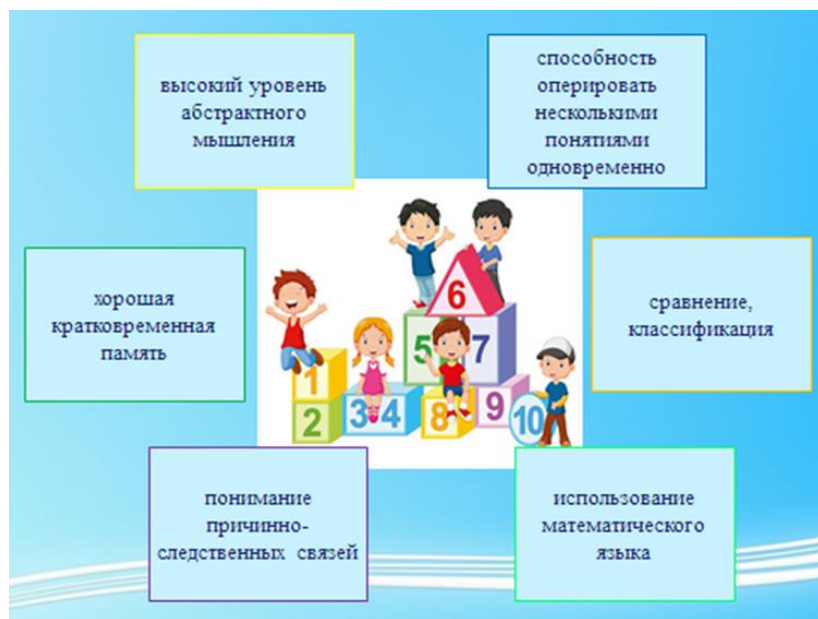 высокий уровень
абстрактного
мышления
способность
оперировать
несколькими
понятиями
одновременно
хорошая
кратковременная
память
сравнение,
классификация
6
5
7
1
2
3
4
8
9
10
понимание
причинно-
следственных связей
использование
математического
языка